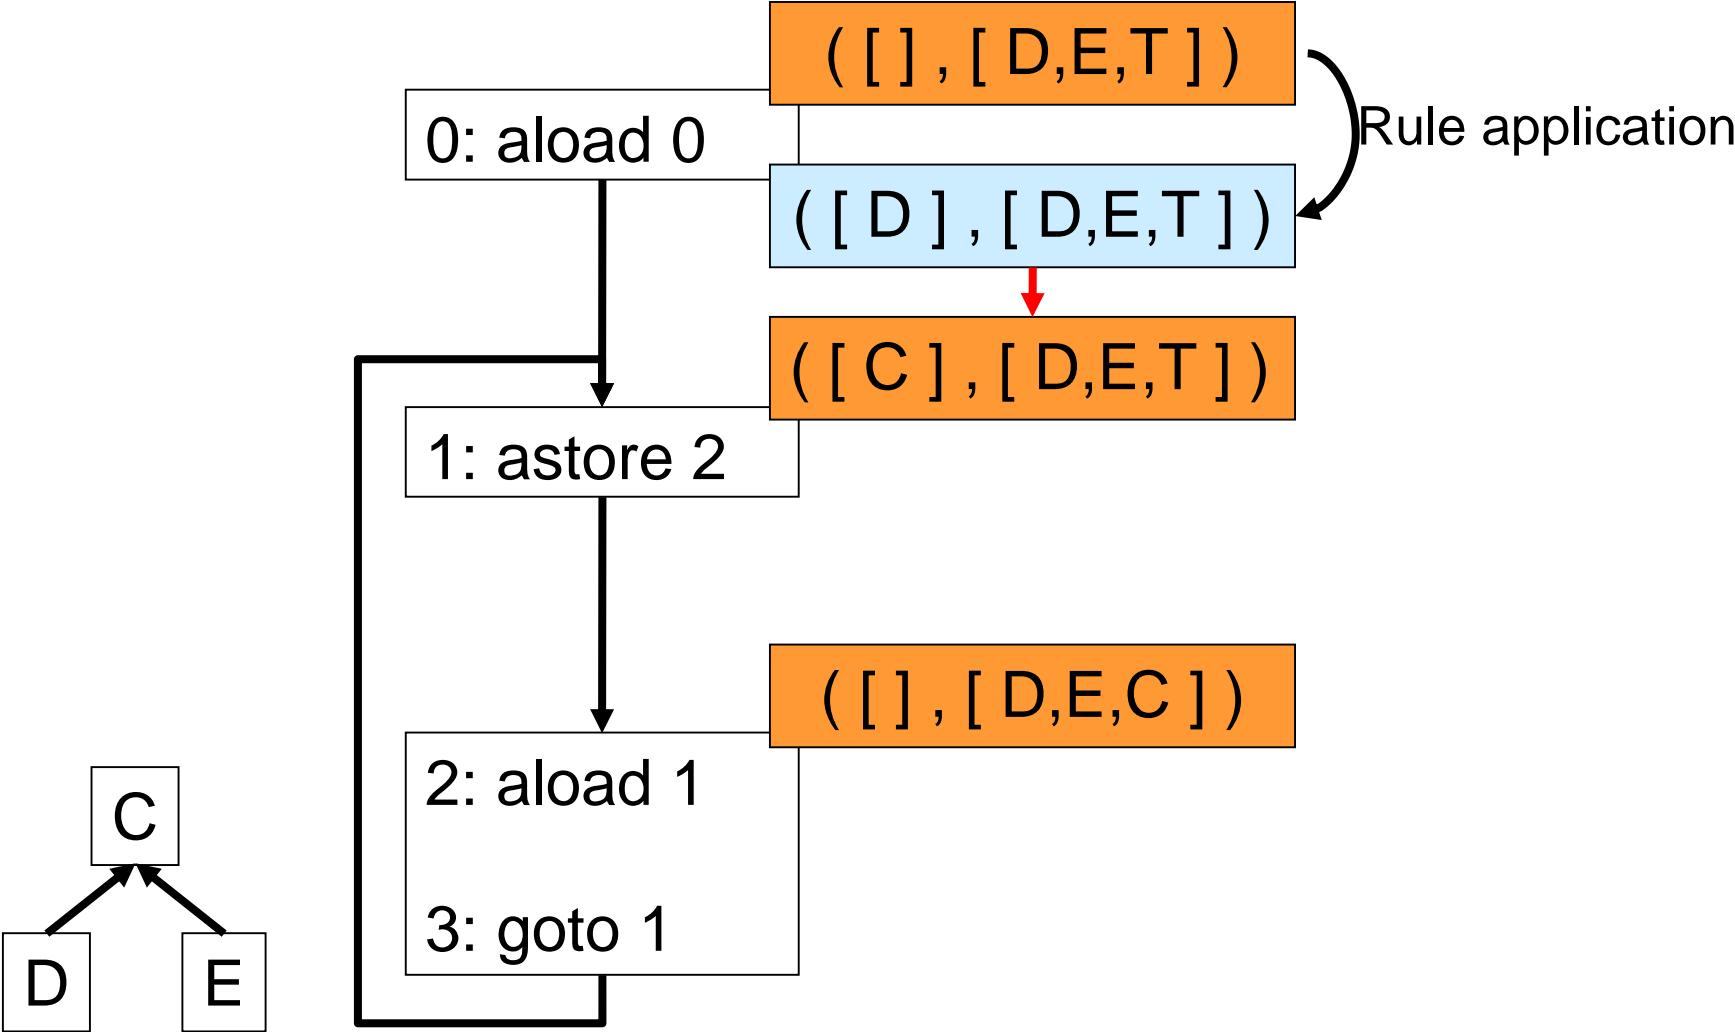 ( [ ] , [ D,E,T ] )
0: aload 0
Rule application
( [ D ] , [ D,E,T ] )
( [ C ] , [ D,E,T ] )
1: astore 2
( [ ] , [ D,E,C ] )
2: aload 1
C
3: goto 1
D
E